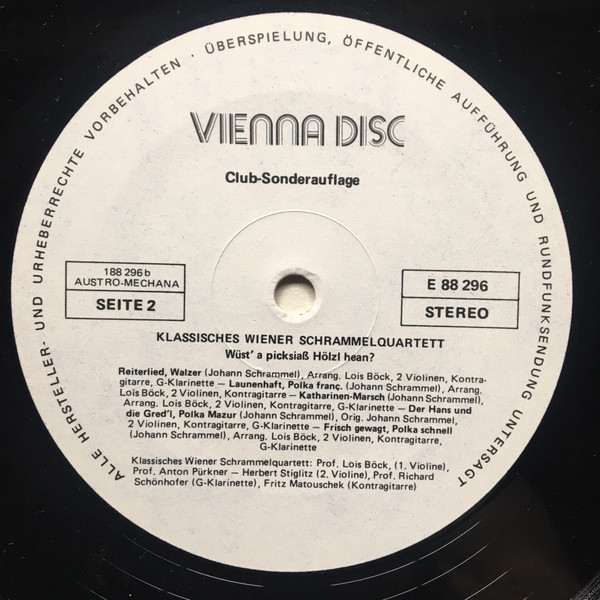 ALLE HERSTELLER- UND URHEBERRECHTE VORBEHALTEN · ÜBERSPIELUNG, ÖFFENTLICHE AUFFÜHRUNG UND RUNDFUNKSENDUNG UNTERSAGT
VIENNA DISC
Club-Sonderauflage
188 296 b
AUSTRO-MECHANA
SEITE 2
E 88 296
STEREO
KLASSISCHES WIENER SCHRAMMELQUARTETT
Wüst' a picksiaß Hölzl hean?
Reiterlied, Walzer (Johann Schrammel), Arrang. Lois Böck, 2 Violinen, Kontra-
gitarre, G-Klarinette — Launenhaft, Polka franç. (Johann Schrammel), Arrang.
Lois Böck, 2 Violinen, Kontragitarre — Katharinen-Marsch (Johann Schrammel),
Arrang. Lois Böck, 2 Violinen, Kontragitarre, G-Klarinette — Der Hans und
die Gred'l, Polka Mazur (Johann Schrammel), Orig. Johann Schrammel,
2 Violinen, Kontragitarre, G-Klarinette — Frisch gewagt, Polka schnell
(Johann Schrammel), Arrang. Lois Böck, 2 Violinen, Kontragitarre,
G-Klarinette
Klassisches Wiener Schrammelquartett: Prof. Lois Böck, (1. Violine),
Prof. Anton Pürkner — Herbert Stiglitz (2. Violine), Prof. Richard
Schönhofer (G-Klarinette), Fritz Matouschek (Kontragitarre)